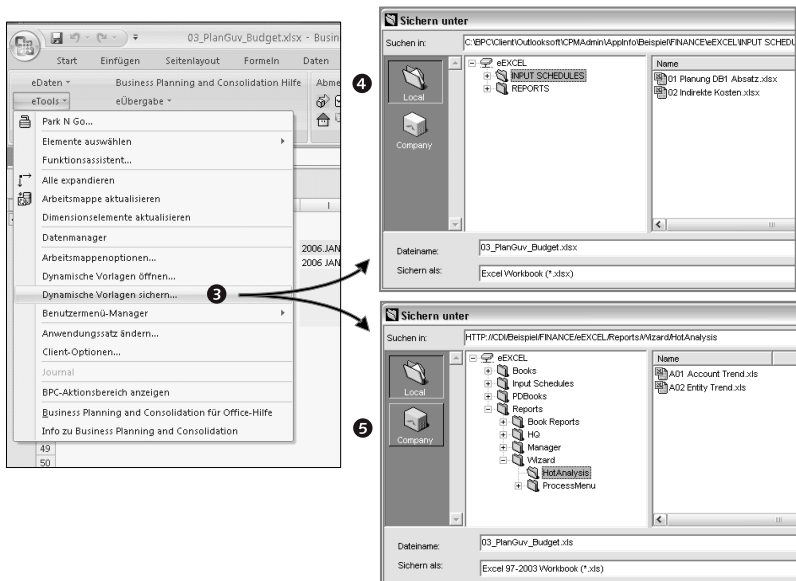 03_PlanGuv_Budget.xlsx - Busin
Start Einfügen Seitenlayout Formeln Daten
eDaten Business Planning and Consolidation Hilfe Abme
eTools eÜbergabe
Park N Go...
Elemente auswählen
Funktionsassistent...
Alle expandieren
Arbeitsmappe aktualisieren
Dimensionselemente aktualisieren
Datenmanager
Arbeitsmappenoptionen...
Dynamische Vorlagen öffnen...
Dynamische Vorlagen sichern... 3
Benutzermenü-Manager
Anwendungssatz ändern...
Client-Optionen...
Journal
BPC-Aktionsbereich anzeigen
Business Planning and Consolidation für Office-Hilfe
Info zu Business Planning and Consolidation
I
2006.JAN
2006 JAN
49
50
4
Sichern unter
Suchen in: C:\BPC\Client\Outlooksoft\CPMAdmin\AppInfo\Beispiel\FINANCE\eEXCEL\INPUT SCHEDU
Local
Company
eEXCEL
INPUT SCHEDULES
REPORTS
Name
01 Planung DB1 Absatz.xlsx
02 Indirekte Kosten.xlsx
Dateiname: 03_PlanGuv_Budget.xlsx
Sichern als: Excel Workbook (*.xlsx)
5
Sichern unter
Suchen in: HTTP://CDI/Beispiel/FINANCE/eEXCEL/Reports/Wizard/HotAnalysis
Local
Company
eEXCEL
Books
Input Schedules
PDBooks
Reports
Book Reports
HQ
Manager
Wizard
HotAnalysis
ProcessMenu
Name
A01 Account Trend.xls
A02 Entity Trend.xls
Dateiname: 03_PlanGuv_Budget.xls
Sichern als: Excel 97-2003 Workbook (*.xls)